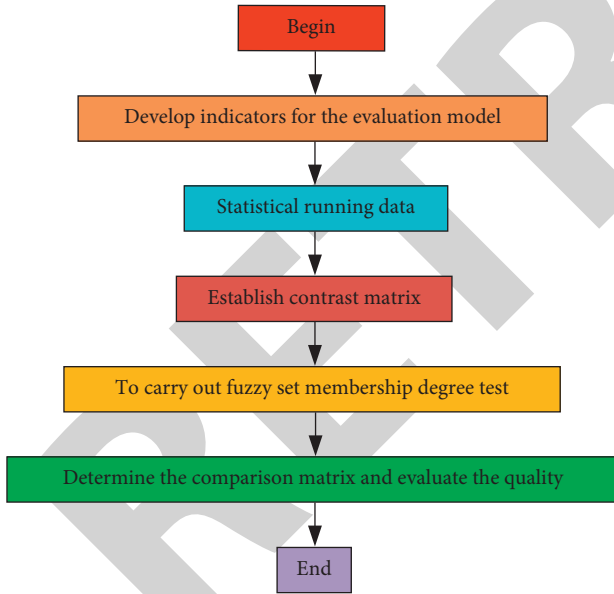 Begin
Develop indicators for the evaluation model
Statistical running data
Establish contrast matrix
To carry out fuzzy set membership degree test
Determine the comparison matrix and evaluate the quality
End
RETR